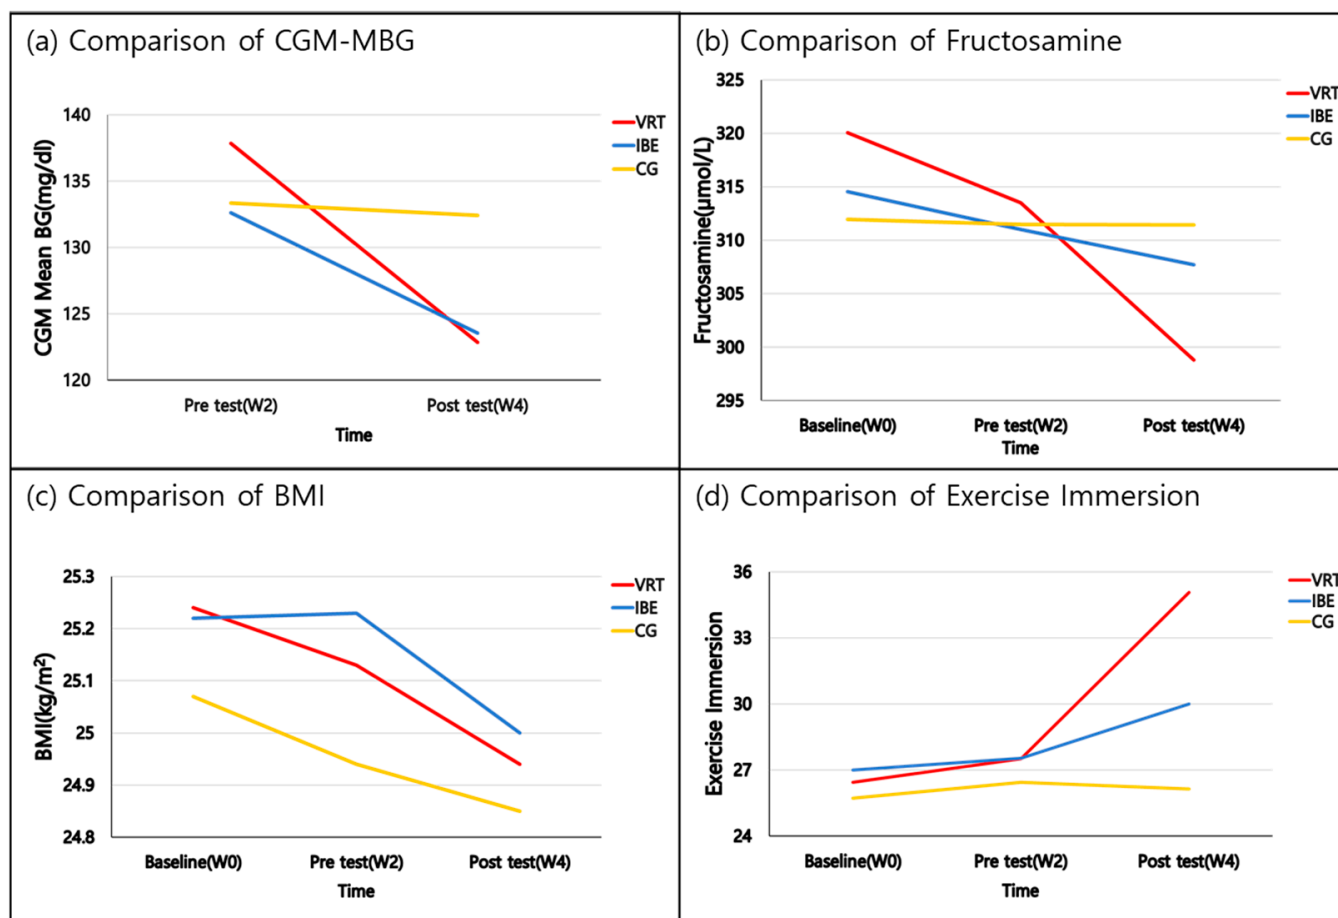 (a) Comparison of CGM-MBG
CGM Mean BG(mg/dl)
140
135
130
125
120
VRT
IBE
CG
Pre test(W2) Post test(W4)
Time
(b) Comparison of Fructosamine
Fructosamine(μmol/L)
325
320
315
310
305
300
295
VRT
IBE
CG
Baseline(W0) Pre test(W2) Post test(W4)
Time
(c) Comparison of BMI
BMI(kg/m²)
25.3
25.2
25.1
25
24.9
24.8
VRT
IBE
CG
Baseline(W0) Pre test(W2) Post test(W4)
Time
(d) Comparison of Exercise Immersion
Exercise Immersion
36
33
30
27
24
VRT
IBE
CG
Baseline(W0) Pre test(W2) Post test(W4)
Time